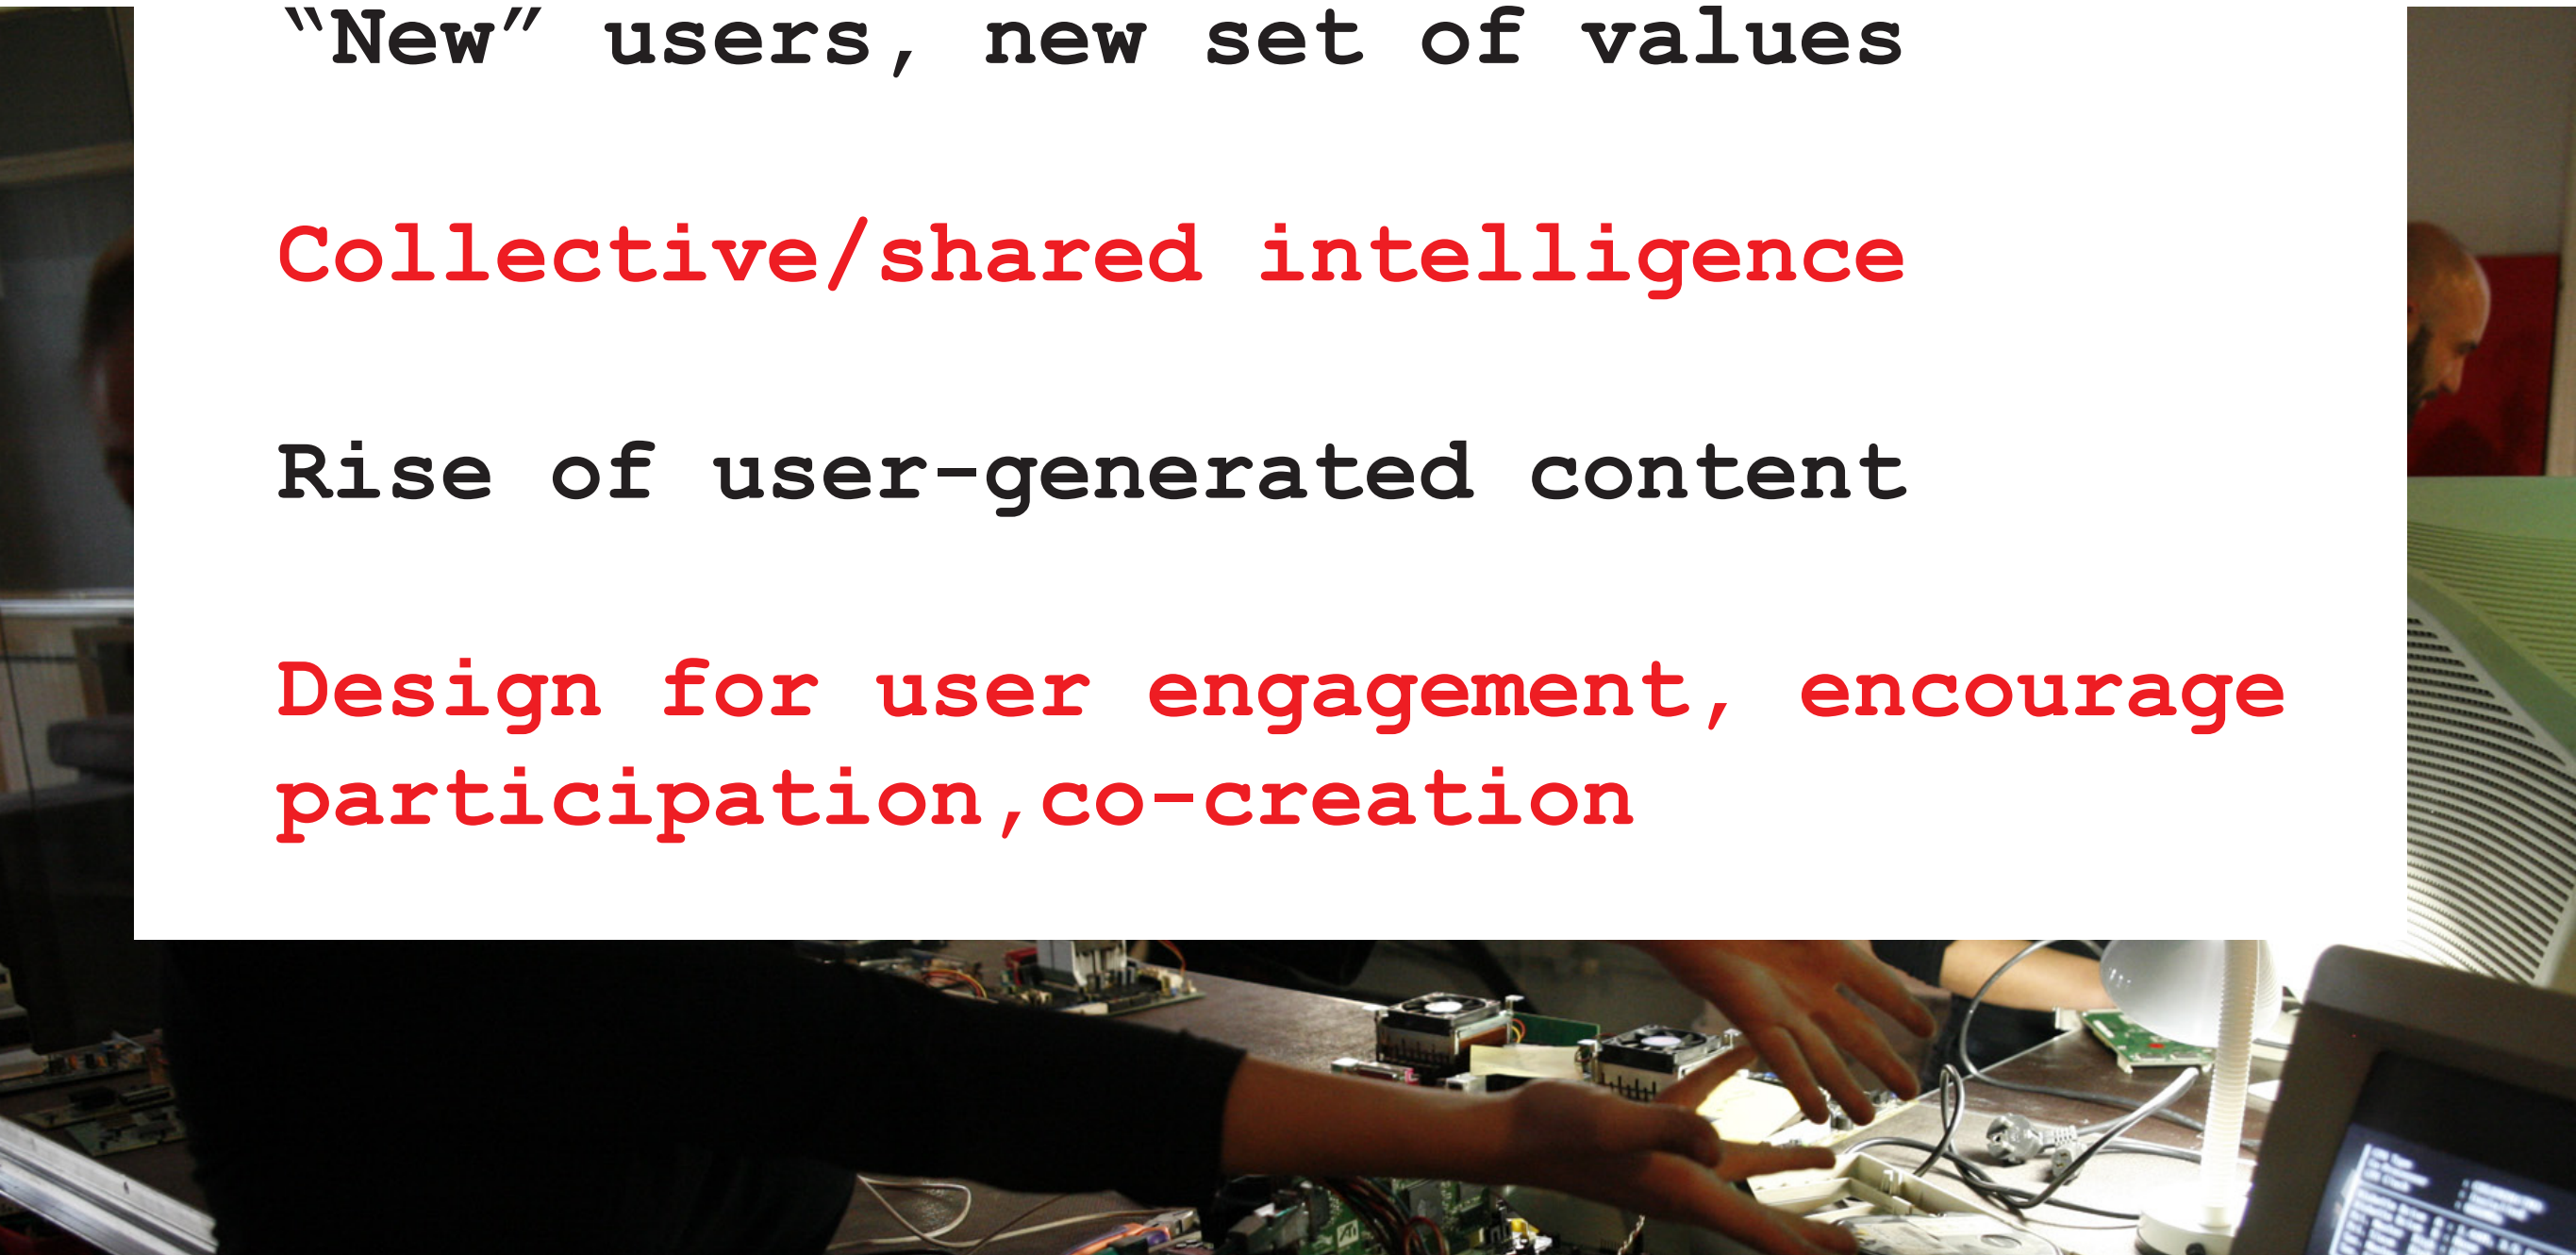 “New” users, new set of values
Collective/shared intelligence
Rise of user-generated content
Design for user engagement, encourage
participation,co-creation